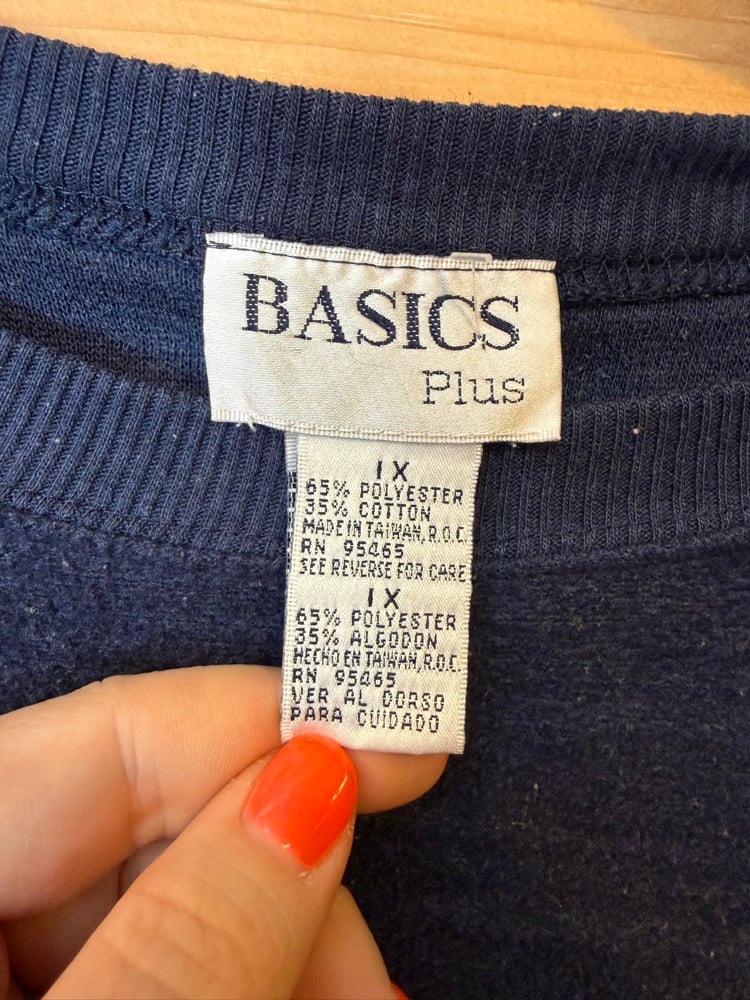 BASICS
Plus
1X
65% POLYESTER
35% COTTON
MADE IN TAIWAN, R.O.C.
RN 95465
SEE REVERSE FOR CARE
1X
65% POLYESTER
35% ALGODON
HECHO EN TAIWAN, R.O.C.
RN 95465
VER AL DORSO
PARA CUIDADO